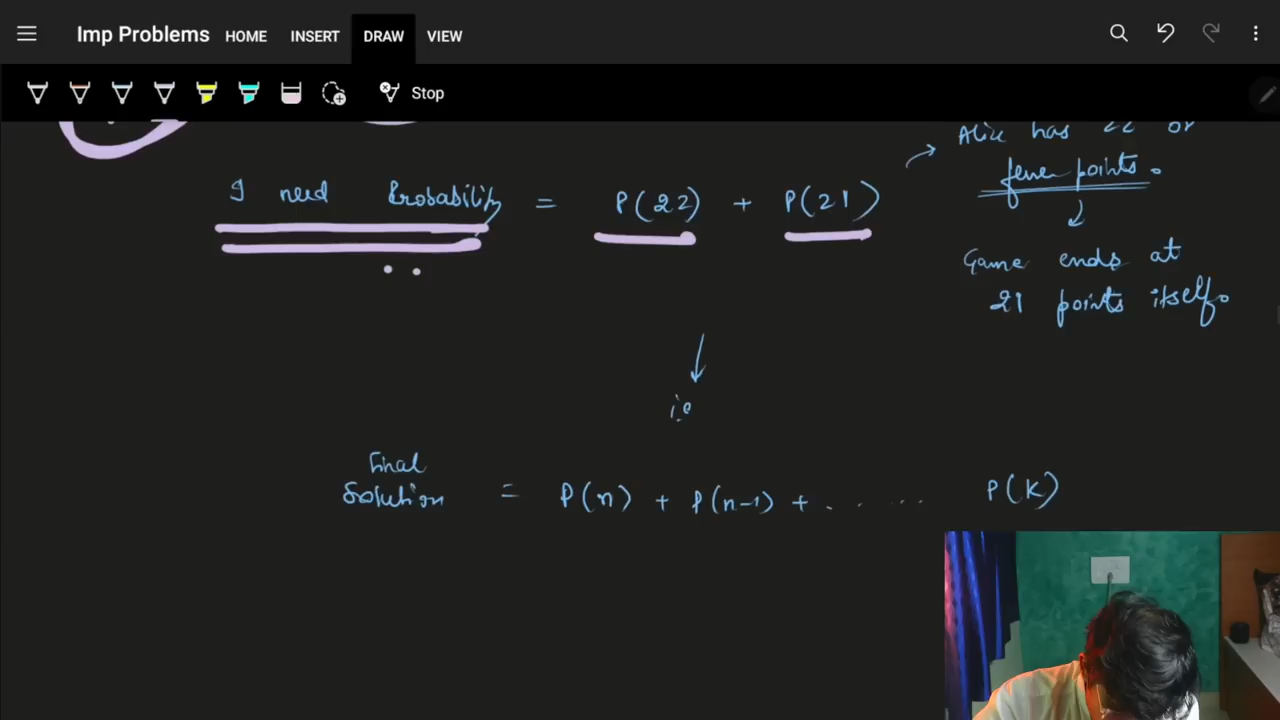 Imp Problems HOME INSERT DRAW VIEW
Stop
Alice has 22 or
fewer points.
I need Probability = P(22) + P(21)
Game ends at
21 points itself.
i.e
Final
Solution = P(n) + P(n-1) + ..... P(K)